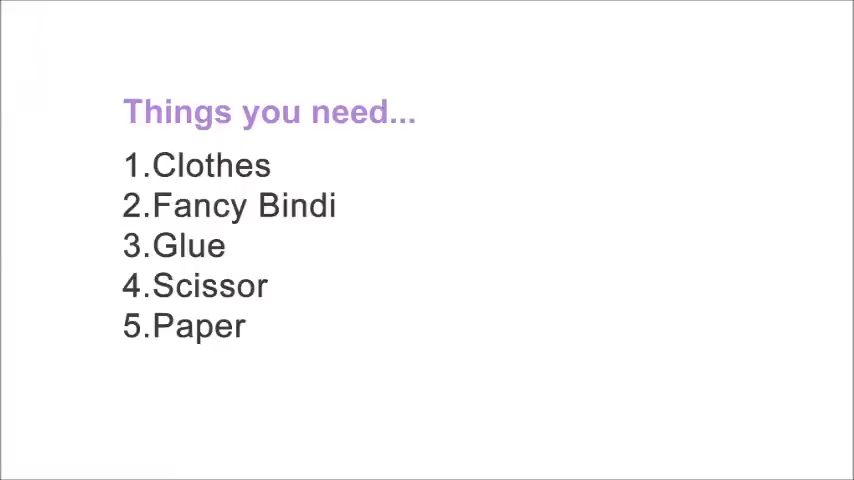 Things you need...
1.Clothes
2.Fancy Bindi
3.Glue
4.Scissor
5.Paper